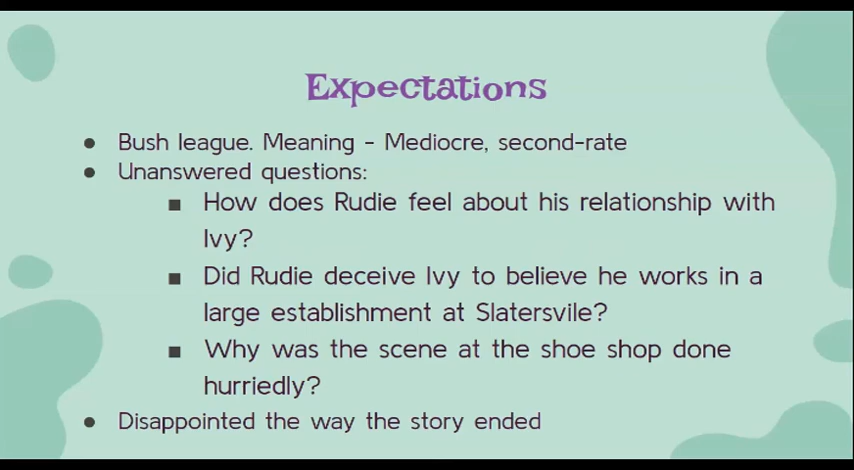 Expectations
● Bush league. Meaning - Mediocre, second-rate
● Unanswered questions:
■ How does Rudie feel about his relationship with
Ivy?
■ Did Rudie deceive Ivy to believe he works in a
large establishment at Slatersvile?
■ Why was the scene at the shoe shop done
hurriedly?
● Disappointed the way the story ended